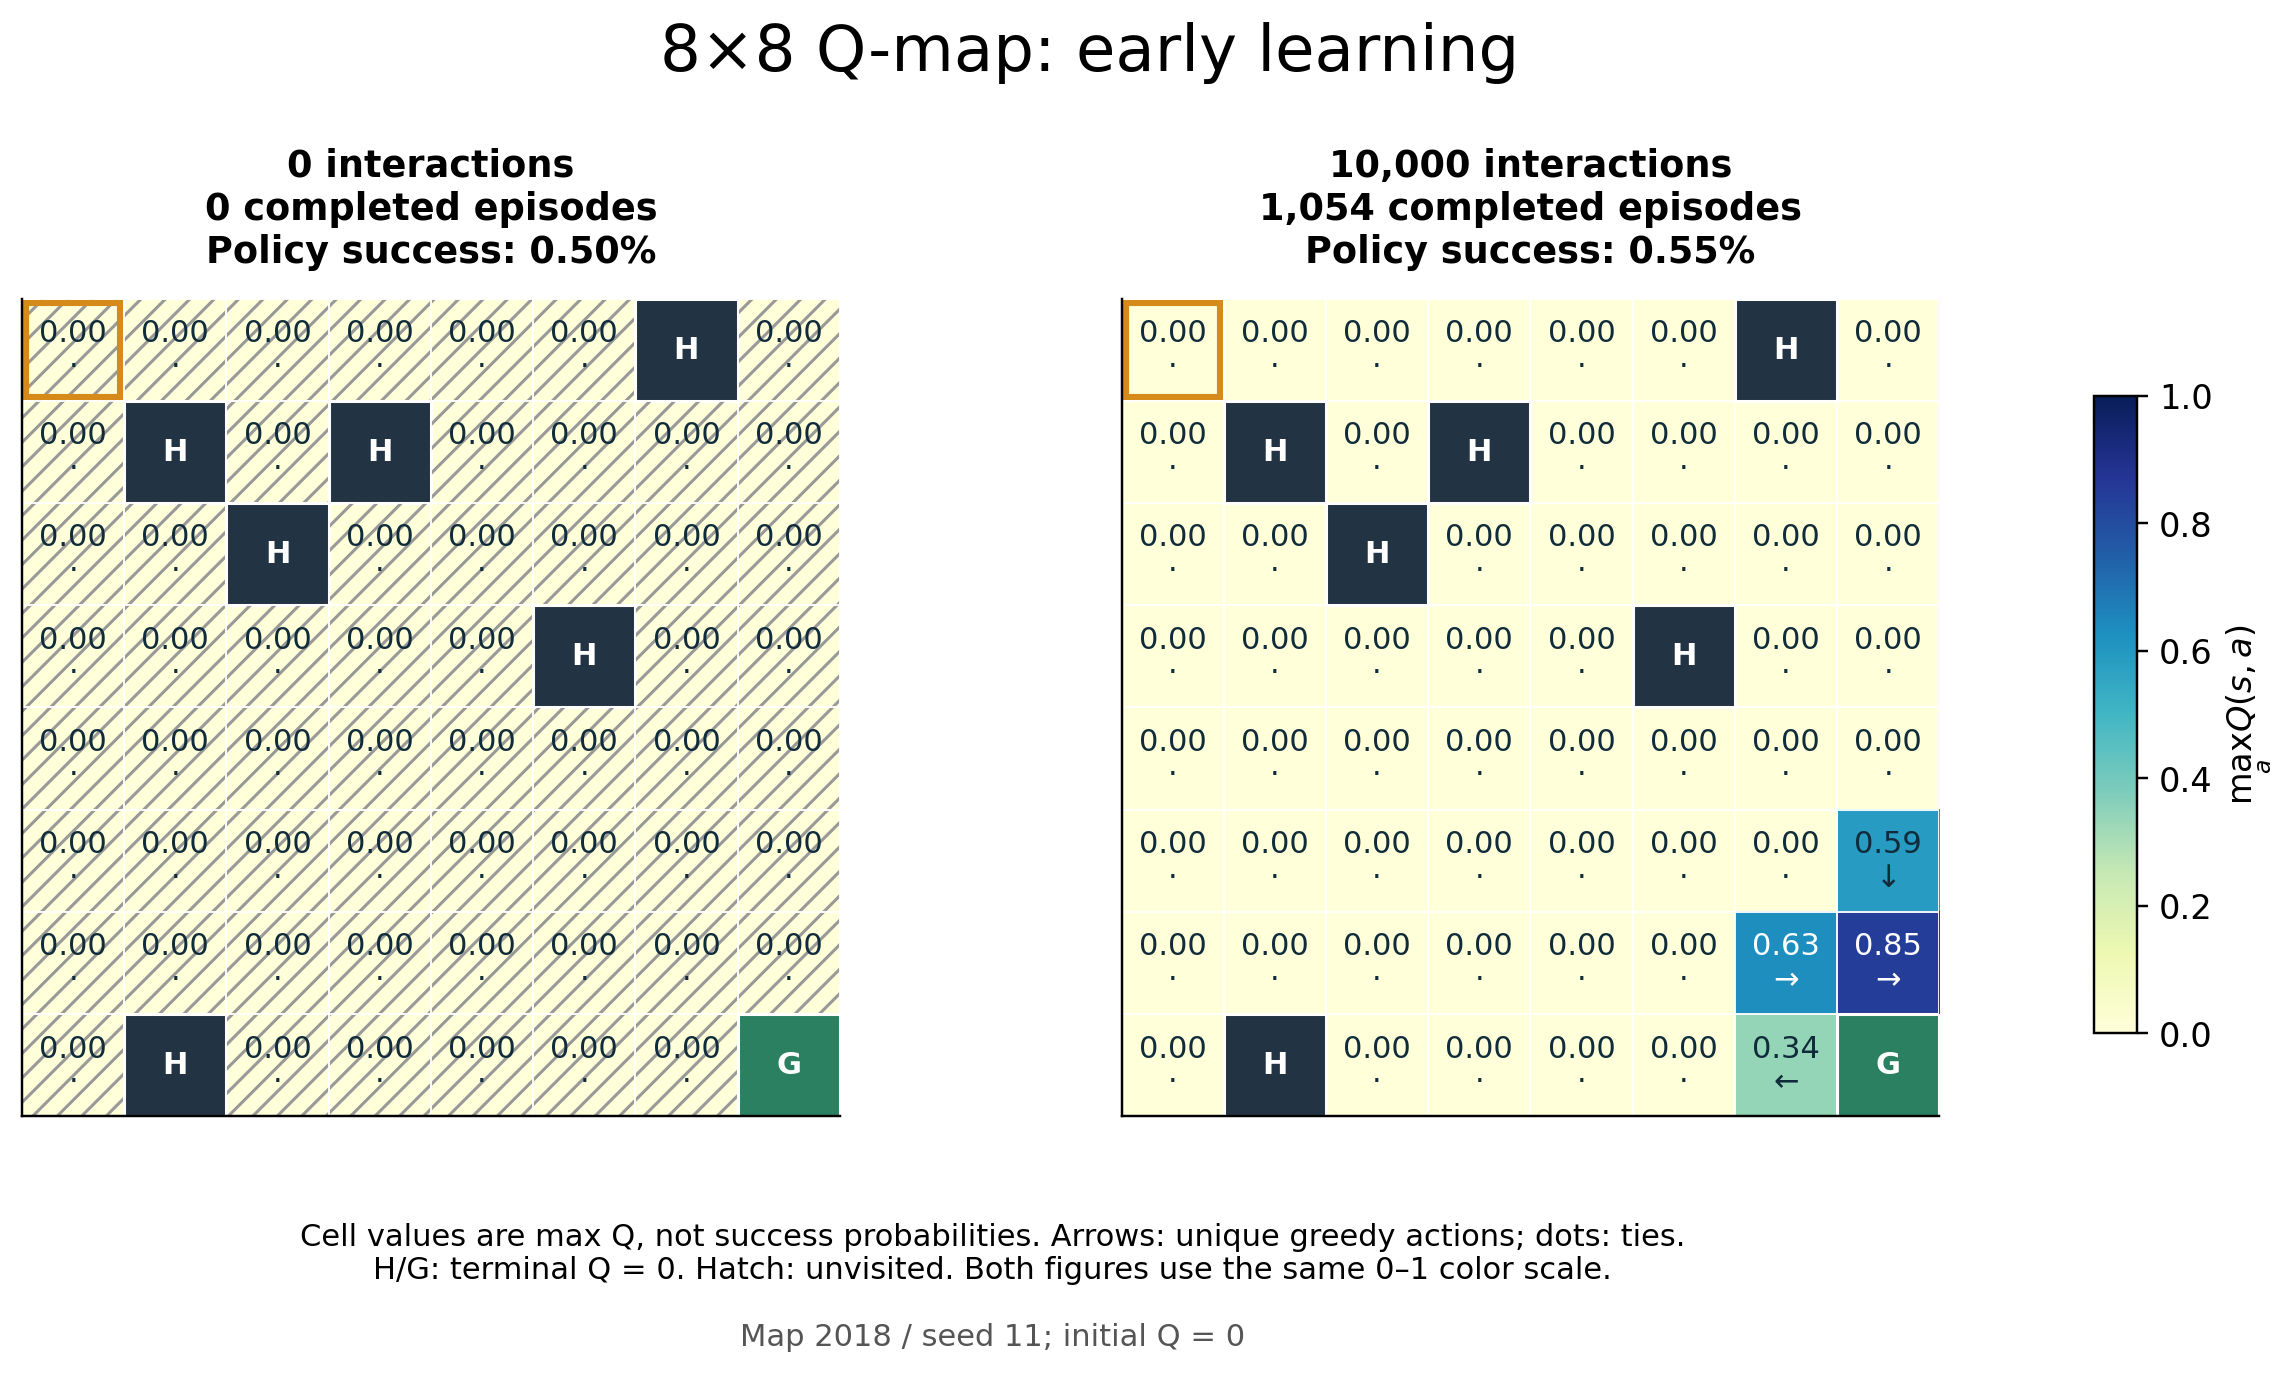 8×8 Q-map: early learning
0 interactions
0 completed episodes
Policy success: 0.50%
0.00 0.00 0.00 0.00 0.00 0.00 H 0.00
. . . . . . .
0.00 H 0.00 H 0.00 0.00 0.00 0.00
. . . . . .
0.00 0.00 H 0.00 0.00 0.00 0.00 0.00
. . . . . . .
0.00 0.00 0.00 0.00 0.00 H 0.00 0.00
. . . . . . .
0.00 0.00 0.00 0.00 0.00 0.00 0.00 0.00
. . . . . . . .
0.00 0.00 0.00 0.00 0.00 0.00 0.00 0.00
. . . . . . . .
0.00 0.00 0.00 0.00 0.00 0.00 0.00 0.00
. . . . . . . .
0.00 H 0.00 0.00 0.00 0.00 0.00 G
. . . . . .
10,000 interactions
1,054 completed episodes
Policy success: 0.55%
0.00 0.00 0.00 0.00 0.00 0.00 H 0.00
. . . . . . .
0.00 H 0.00 H 0.00 0.00 0.00 0.00
. . . . . .
0.00 0.00 H 0.00 0.00 0.00 0.00 0.00
. . . . . . .
0.00 0.00 0.00 0.00 0.00 H 0.00 0.00
. . . . . . .
0.00 0.00 0.00 0.00 0.00 0.00 0.00 0.00
. . . . . . . .
0.00 0.00 0.00 0.00 0.00 0.00 0.00 0.59
. . . . . . . ↓
0.00 0.00 0.00 0.00 0.00 0.00 0.63 0.85
. . . . . . → →
0.00 H 0.00 0.00 0.00 0.00 0.34 G
. . . . . ←
1.0
0.8
0.6
0.4
0.2
0.0
max Q(s, a)
a
Cell values are max Q, not success probabilities. Arrows: unique greedy actions; dots: ties.
H/G: terminal Q = 0. Hatch: unvisited. Both figures use the same 0–1 color scale.
Map 2018 / seed 11; initial Q = 0